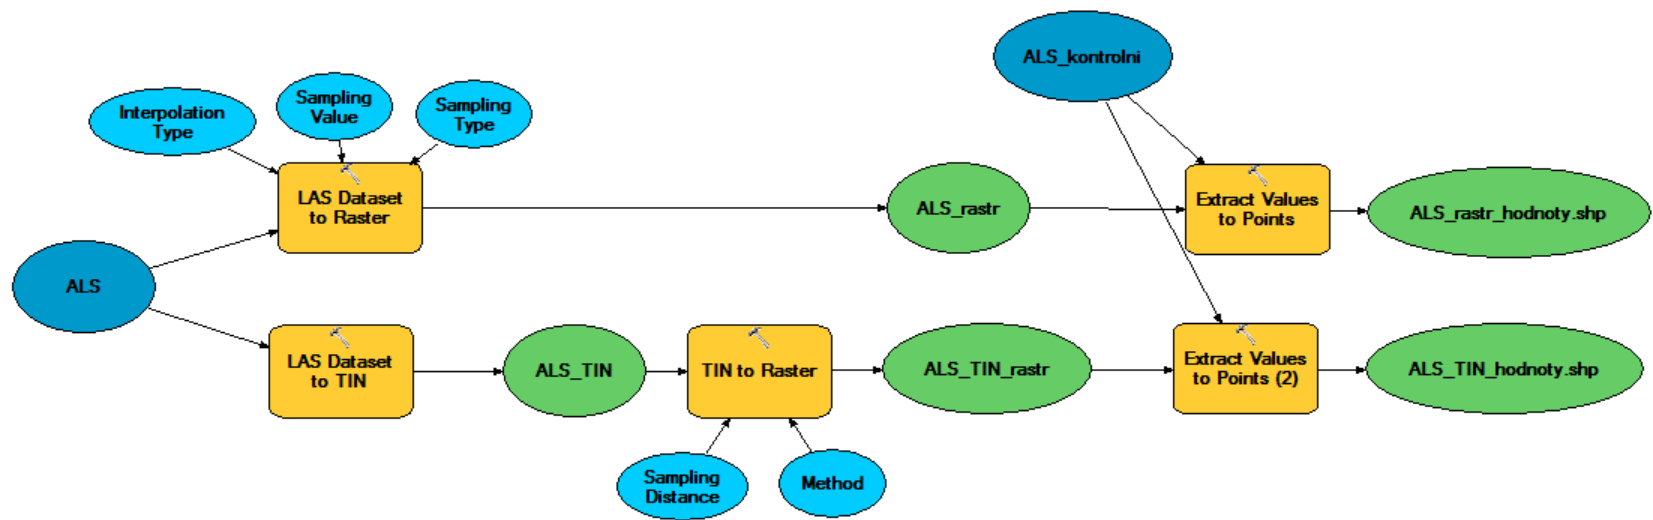 ALS_kontrolni
Interpolation
Type
Sampling
Value
Sampling
Type
LAS Dataset
to Raster
ALS_rastr
Extract Values
to Points
ALS_rastr_hodnoty.shp
ALS
LAS Dataset
to TIN
ALS_TIN
TIN to Raster
ALS_TIN_rastr
Extract Values
to Points (2)
ALS_TIN_hodnoty.shp
Sampling
Distance
Method